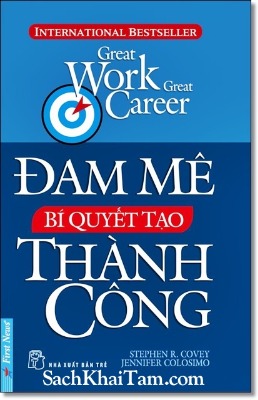 INTERNATIONAL BESTSELLER
Great
Work Great
Career
ĐAM MÊ
BÍ QUYẾT TẠO
THÀNH
CÔNG
STEPHEN R. COVEY
JENNIFER COLOSIMO
First News
NHÀ XUẤT BẢN TRẺ
SachKhaiTam.com